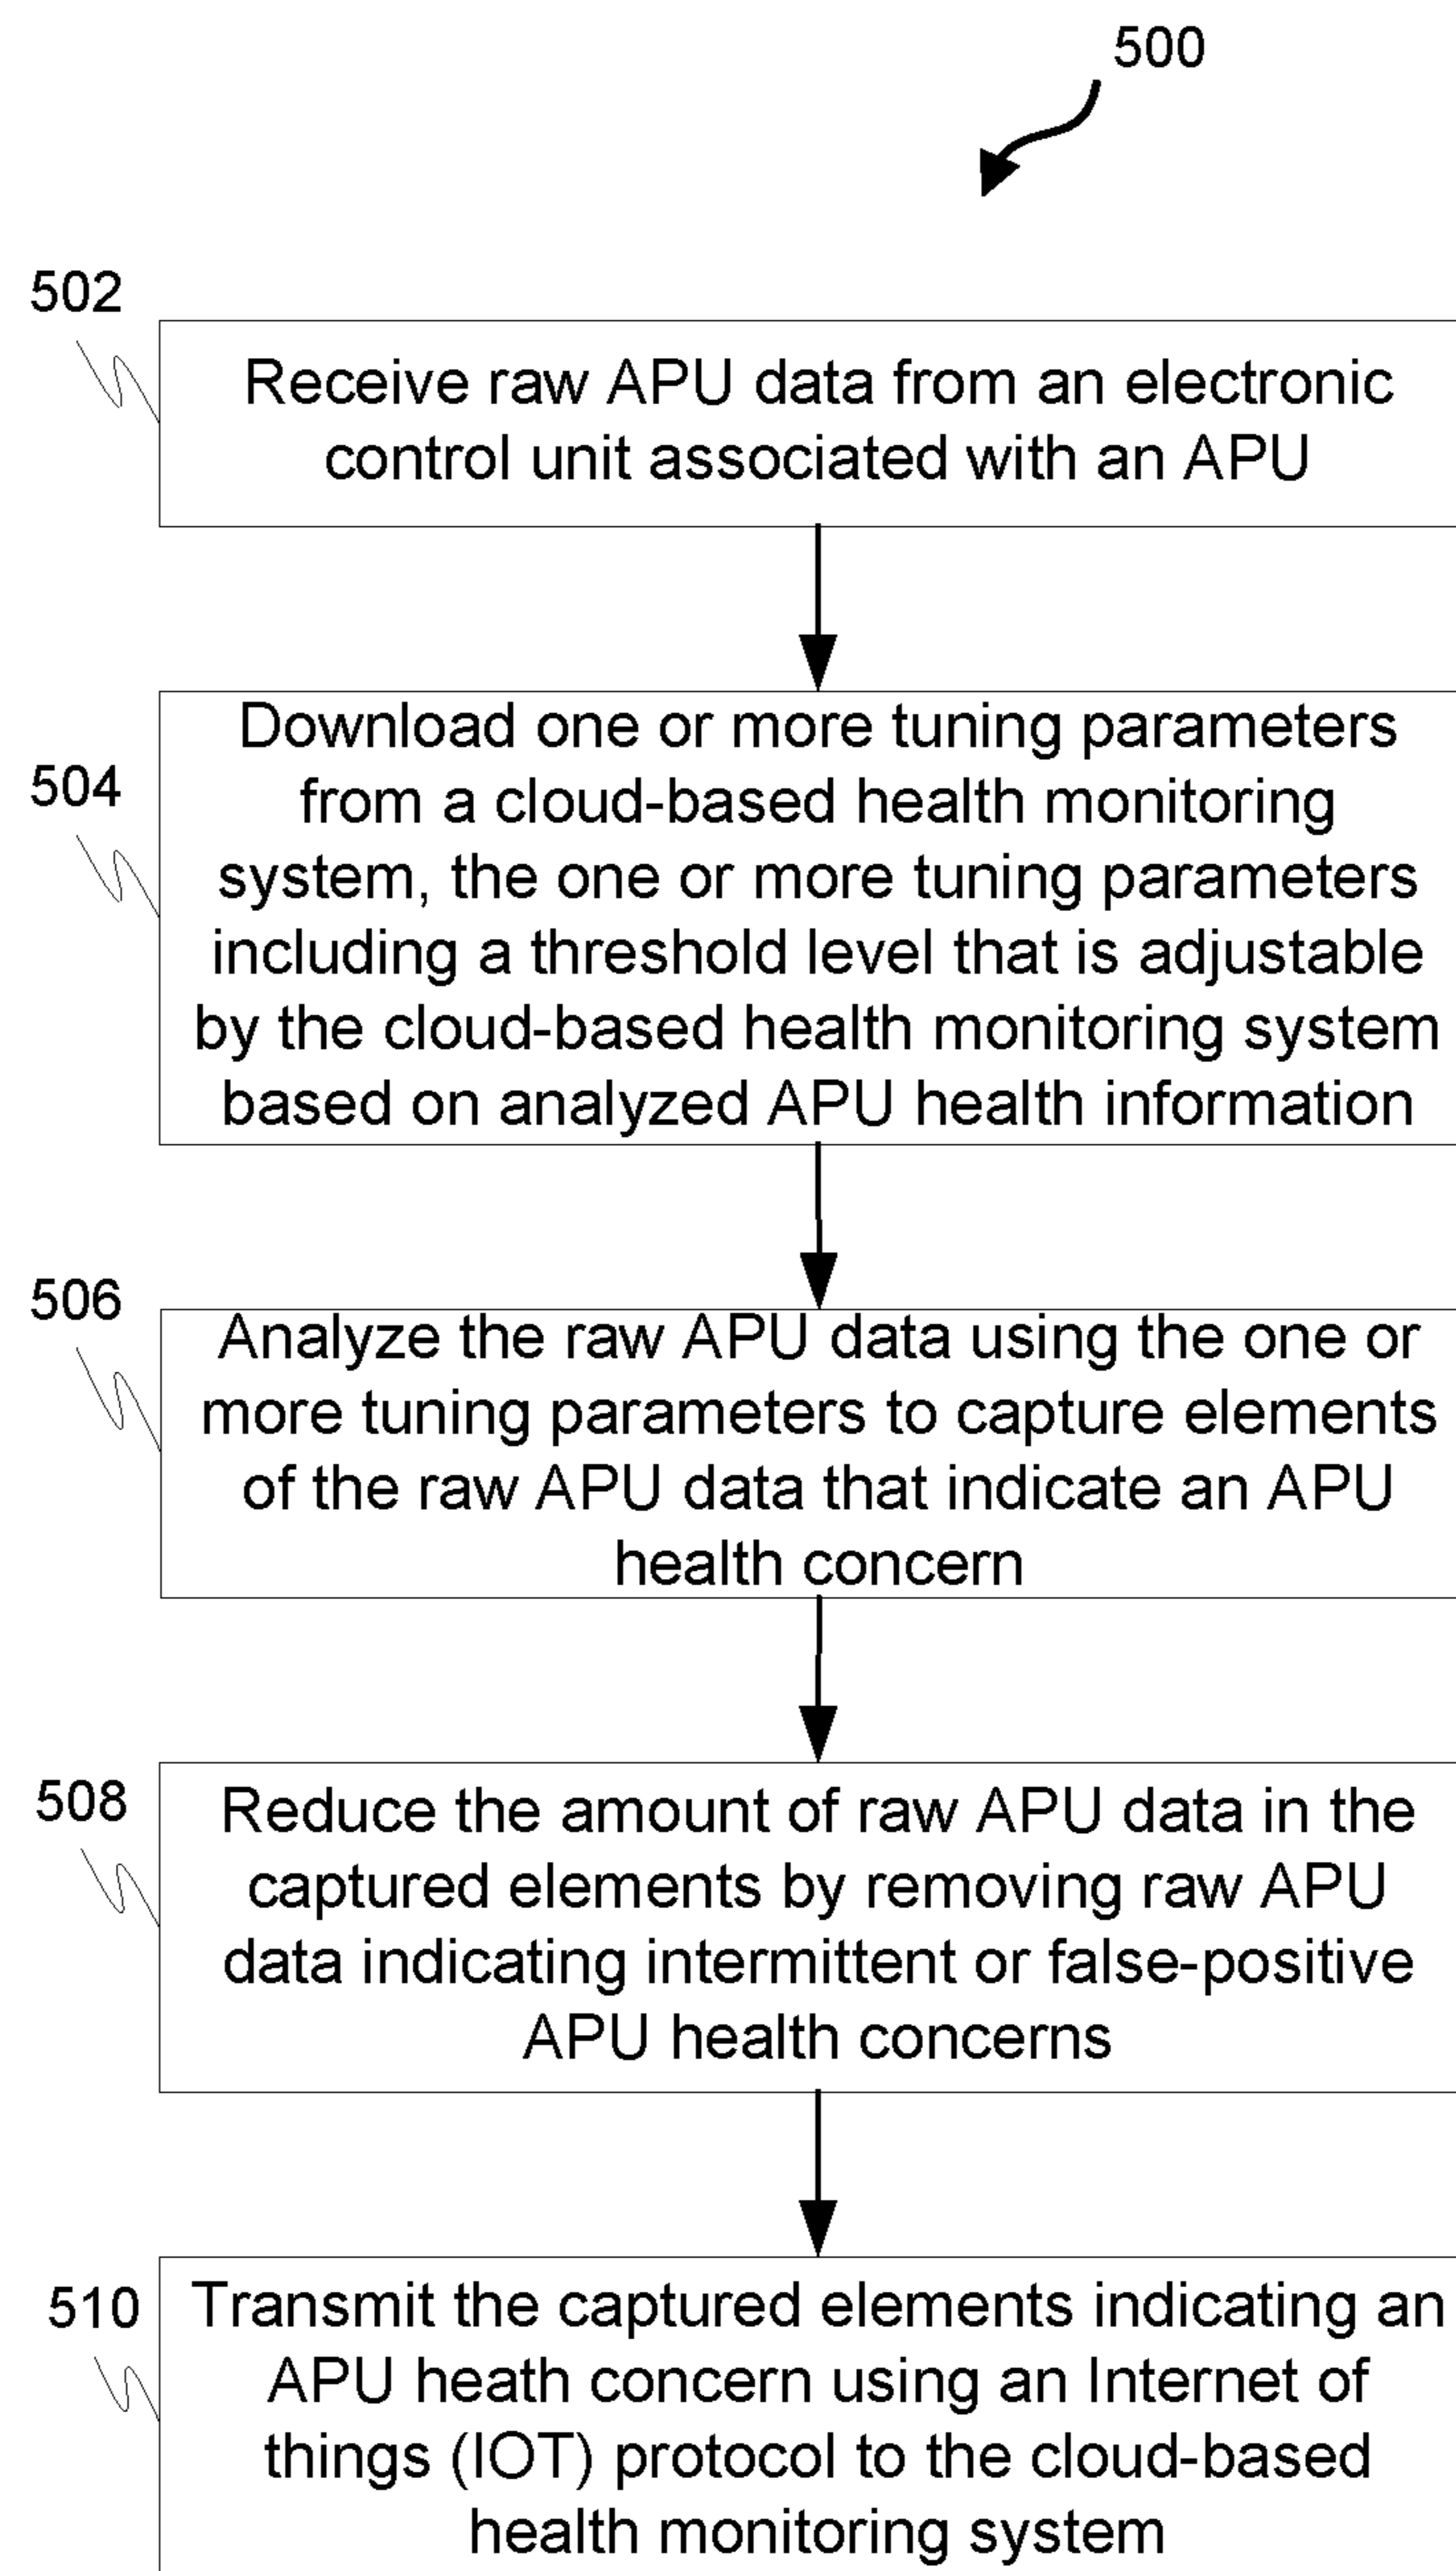 500
502
Receive raw APU data from an electronic
control unit associated with an APU
504
Download one or more tuning parameters
from a cloud-based health monitoring
system, the one or more tuning parameters
including a threshold level that is adjustable
by the cloud-based health monitoring system
based on analyzed APU health information
506
Analyze the raw APU data using the one or
more tuning parameters to capture elements
of the raw APU data that indicate an APU
health concern
508
Reduce the amount of raw APU data in the
captured elements by removing raw APU
data indicating intermittent or false-positive
APU health concerns
510
Transmit the captured elements indicating an
APU heath concern using an Internet of
things (IOT) protocol to the cloud-based
health monitoring system